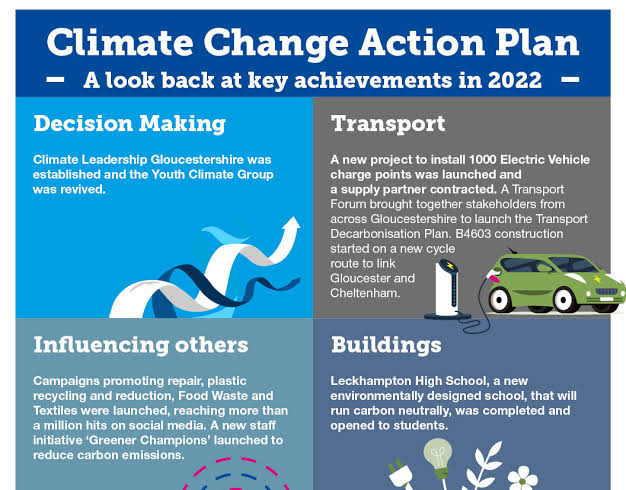 Climate Change Action Plan
A look back at key achievements in 2022
Decision Making
Climate Leadership Gloucestershire was
established and the Youth Climate Group
was revived.
Transport
A new project to install 1000 Electric Vehicle
charge points was launched and
a supply partner contracted. A Transport
Forum brought together stakeholders from
across Gloucestershire to launch the Transport
Decarbonisation Plan. B4603 construction
started on a new cycle
route to link
Gloucester and
Cheltenham.
Influencing others
Campaigns promoting repair, plastic
recycling and reduction, Food Waste and
Textiles were launched, reaching more than
a million hits on social media. A new staff
initiative ‘Greener Champions’ launched to
reduce carbon emissions.
Buildings
Leckhampton High School, a new
environmentally designed school, that will
run carbon neutrally, was completed and
opened to students.